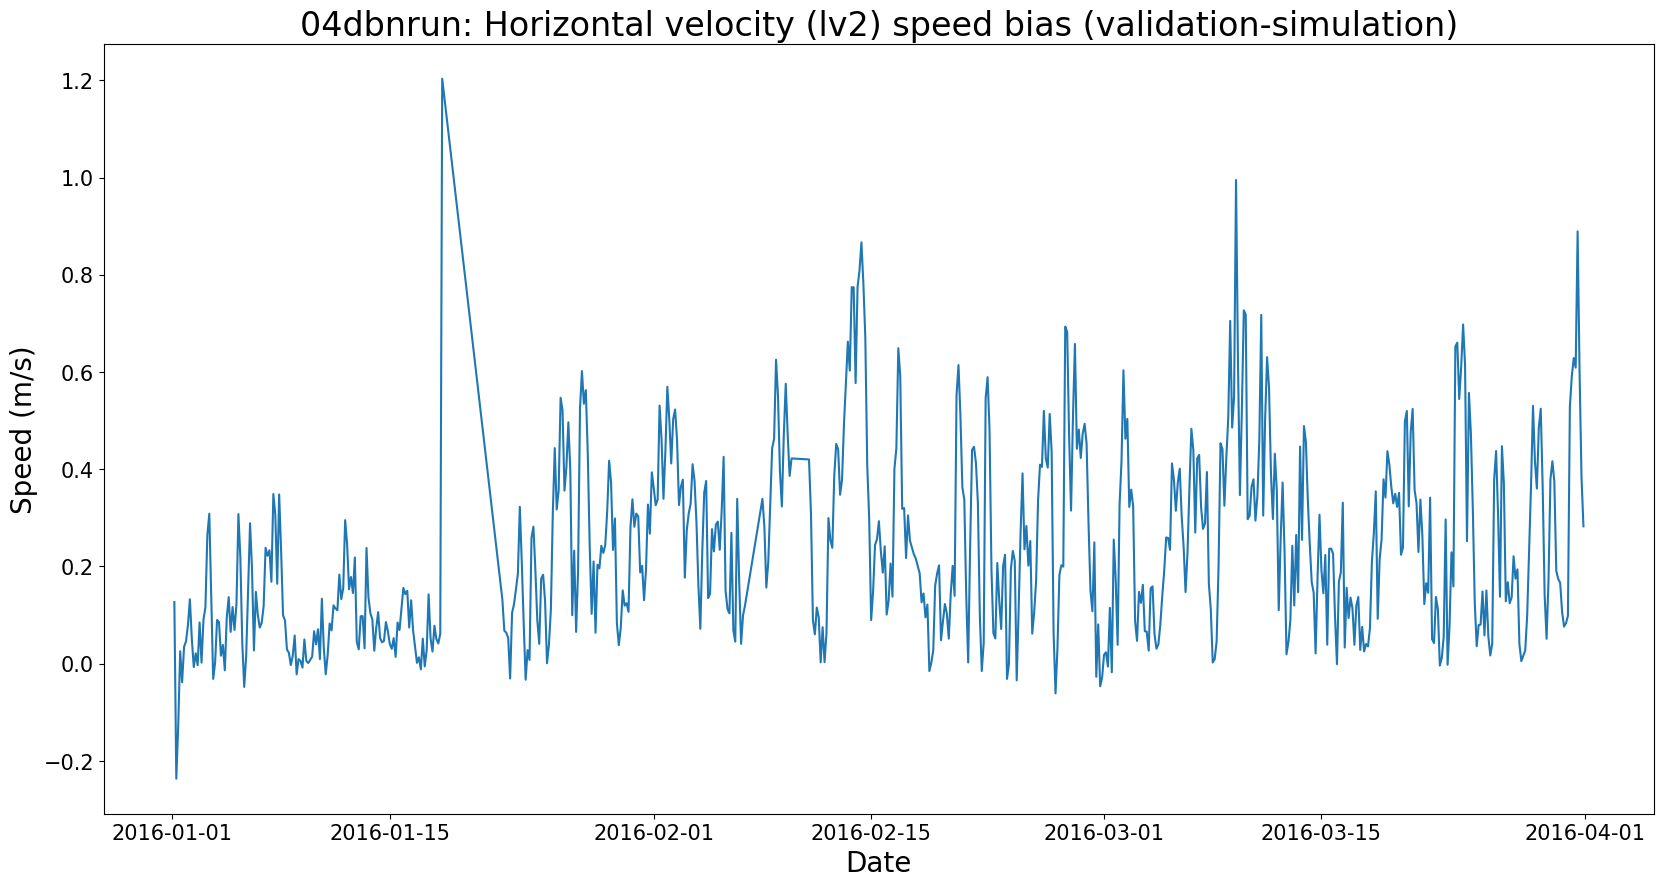 04dbnrun: Horizontal velocity (lv2) speed bias (validation-simulation)
1.2
1.0
0.8
0.6
0.4
0.2
0.0
−0.2
Speed (m/s)
2016-01-01 2016-01-15 2016-02-01 2016-02-15 2016-03-01 2016-03-15 2016-04-01
Date